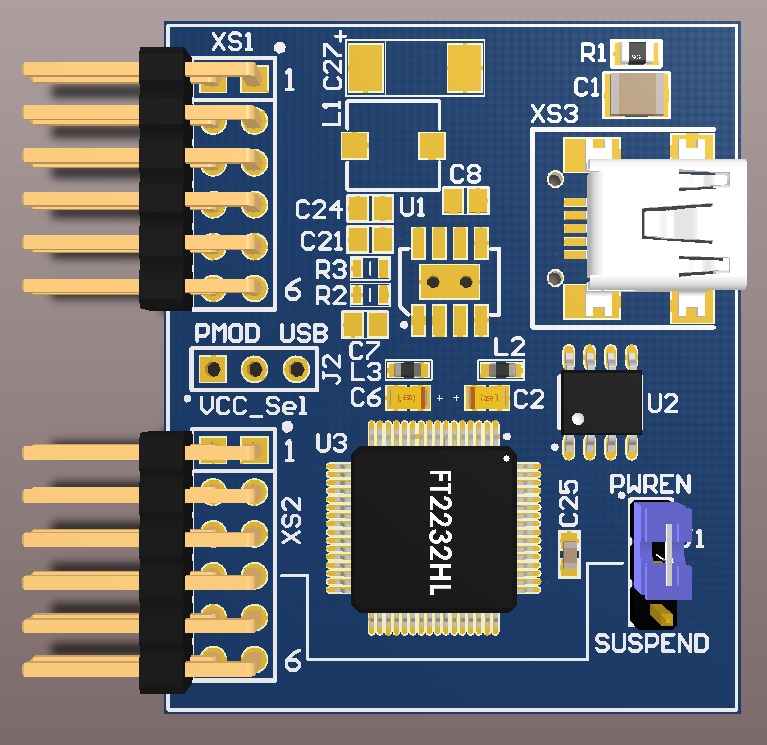 XS1
1
C27+
R1
C1
L1
XS3
C8
C24
U1
C21
R3
6
R2
PMOD USB
J2
C7
L3
L2
VCC_Sel
C6
+ +
C2
U2
1
U3
FT2232HL
PWREN
C25
XS2
SUSPEND
6